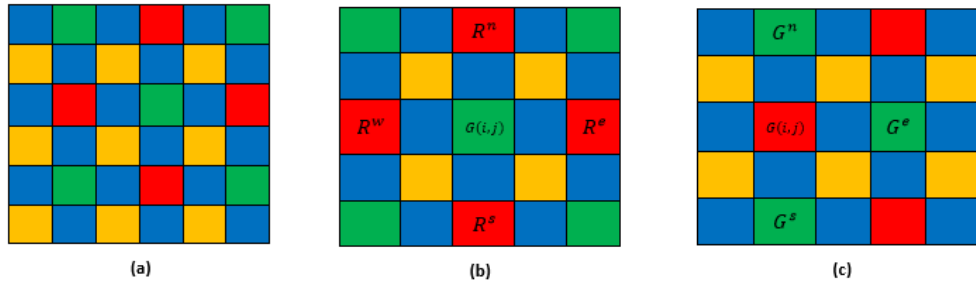 R^n
R^w G(i,j) R^e
R^s
G^n
G(i,j) G^e
G^s
(a)
(b)
(c)